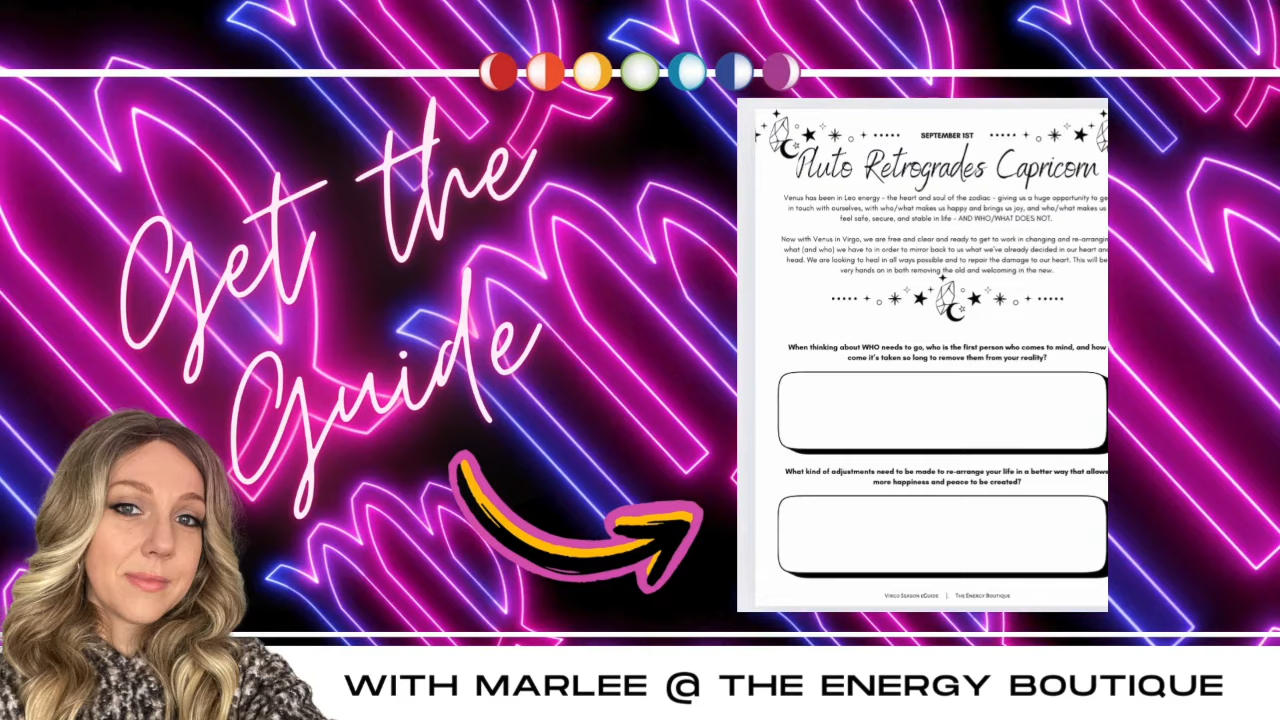 Get the
Guide
SEPTEMBER 1ST
Pluto Retrogrades Capricorn
Venus has been in Leo energy - the heart and soul of the zodiac - giving us a huge opportunity to ge
in touch with ourselves, with who/what makes us happy and brings us joy, and who/what makes us
feel safe, secure, and stable in life - AND WHO/WHAT DOES NOT.
Now with Venus in Virgo, we are free and clear and ready to get to work in changing and re-arrangin
what (and who) we have to in order to mirror back to us what we've already decided in our heart an
head. We are looking to heal in all ways possible and to repair the damage to our heart. This will be
very hands on in both removing the old and welcoming in the new.
When thinking about WHO needs to go, who is the first person who comes to mind, and how
come it's taken so long to remove them from your reality?
What kind of adjustments need to be made to re-arrange your life in a better way that allows
more happiness and peace to be created?
VIRGO SEASON EGUIDE | THE ENERGY BOUTIQUE
WITH MARLEE @ THE ENERGY BOUTIQUE